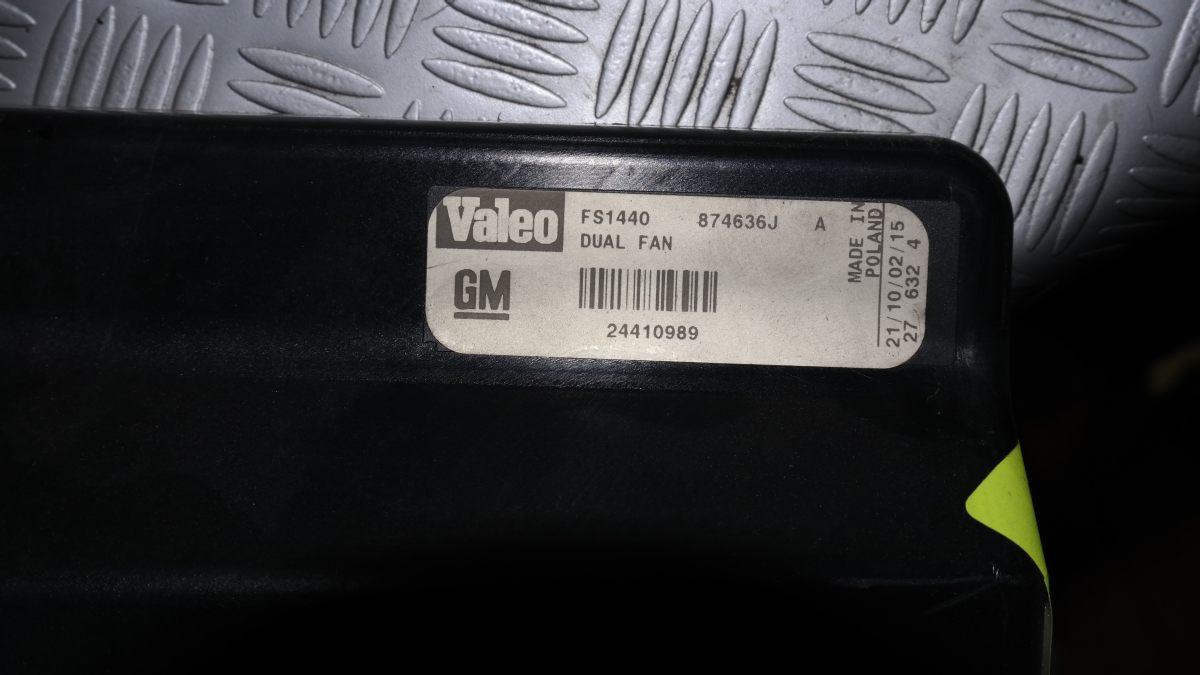 Valeo
FS1440 874636J A
DUAL FAN
GM
24410989
MADE IN
POLAND
21/10/02/15
27 632 4